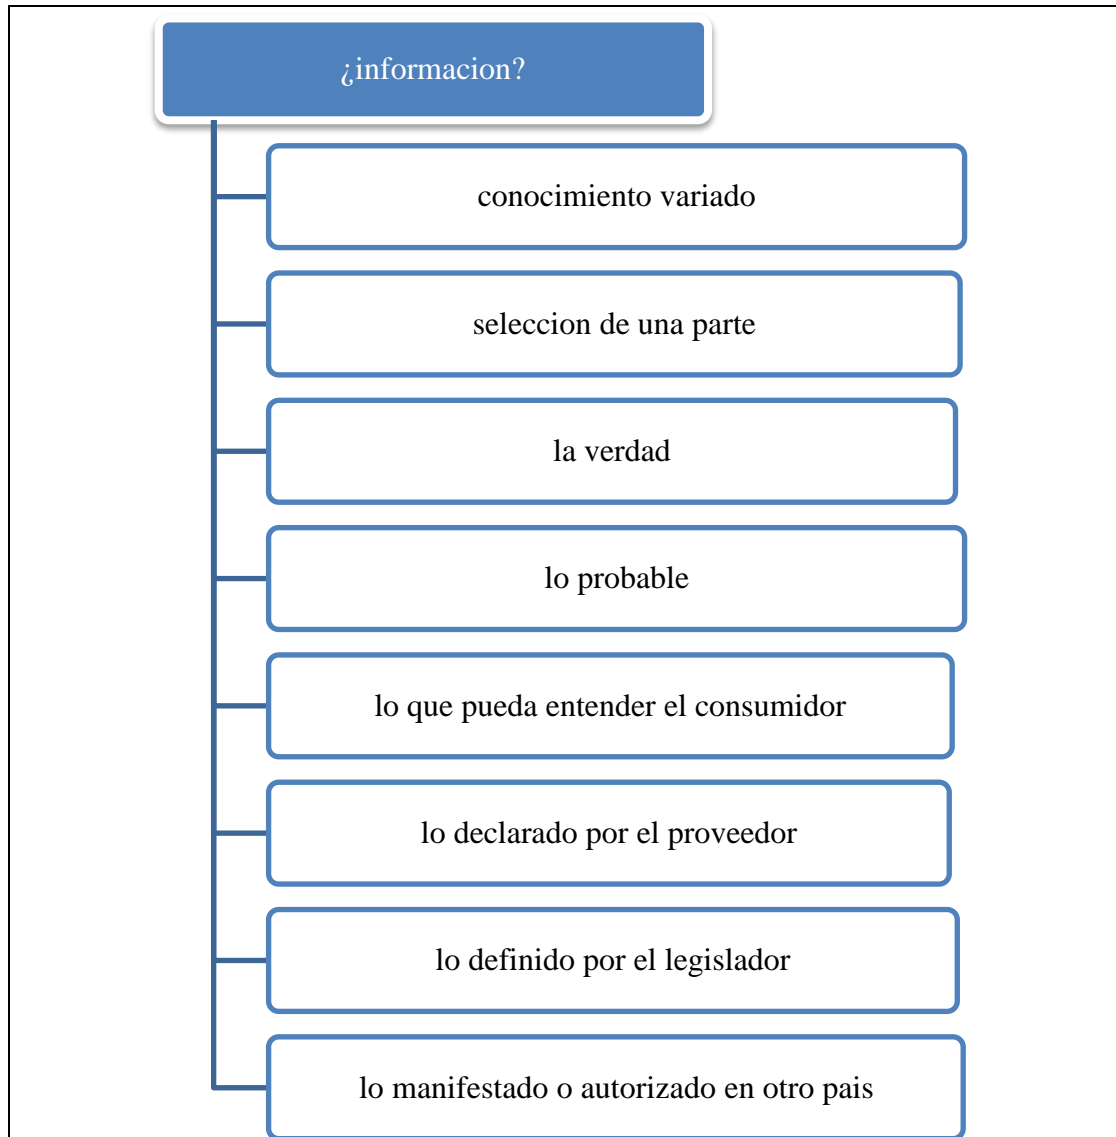 ¿informacion?
conocimiento variado
seleccion de una parte
la verdad
lo probable
lo que pueda entender el consumidor
lo declarado por el proveedor
lo definido por el legislador
lo manifestado o autorizado en otro pais